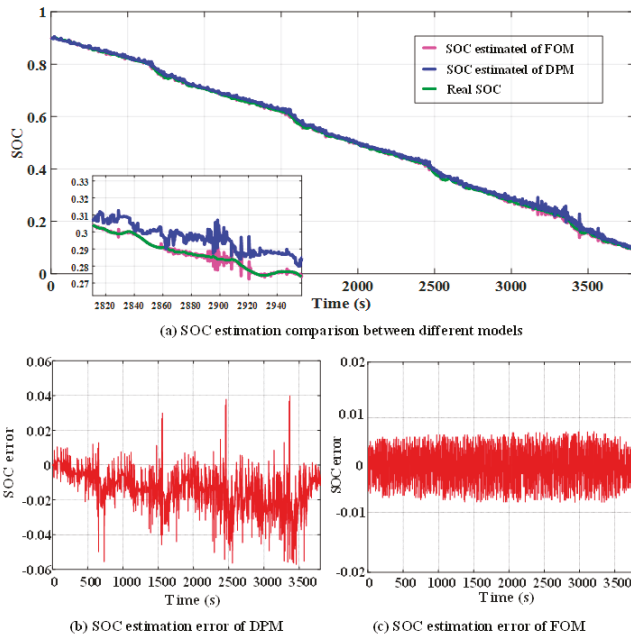 1
0.8
0.6
0.4
0.2
0
SOC
SOC estimated of FOM
SOC estimated of DPM
Real SOC
0.33
0.32
0.31
0.3
0.29
0.28
0.27
2820 2840 2860 2880 2900 2920 2940
0 500 1000 2500 3000 3500
Time (s)
(a) SOC estimation comparison between different models
0.06
0.04
0.02
0
-0.02
-0.04
-0.06
SOC error
0 500 1000 1500 2000 2500 3000 3500
Time (s)
(b) SOC estimation error of DPM
0.02
0.01
0
-0.01
-0.02
SOC error
0 500 1000 1500 2000 2500 3000 3500
Time (s)
(c) SOC estimation error of FOM